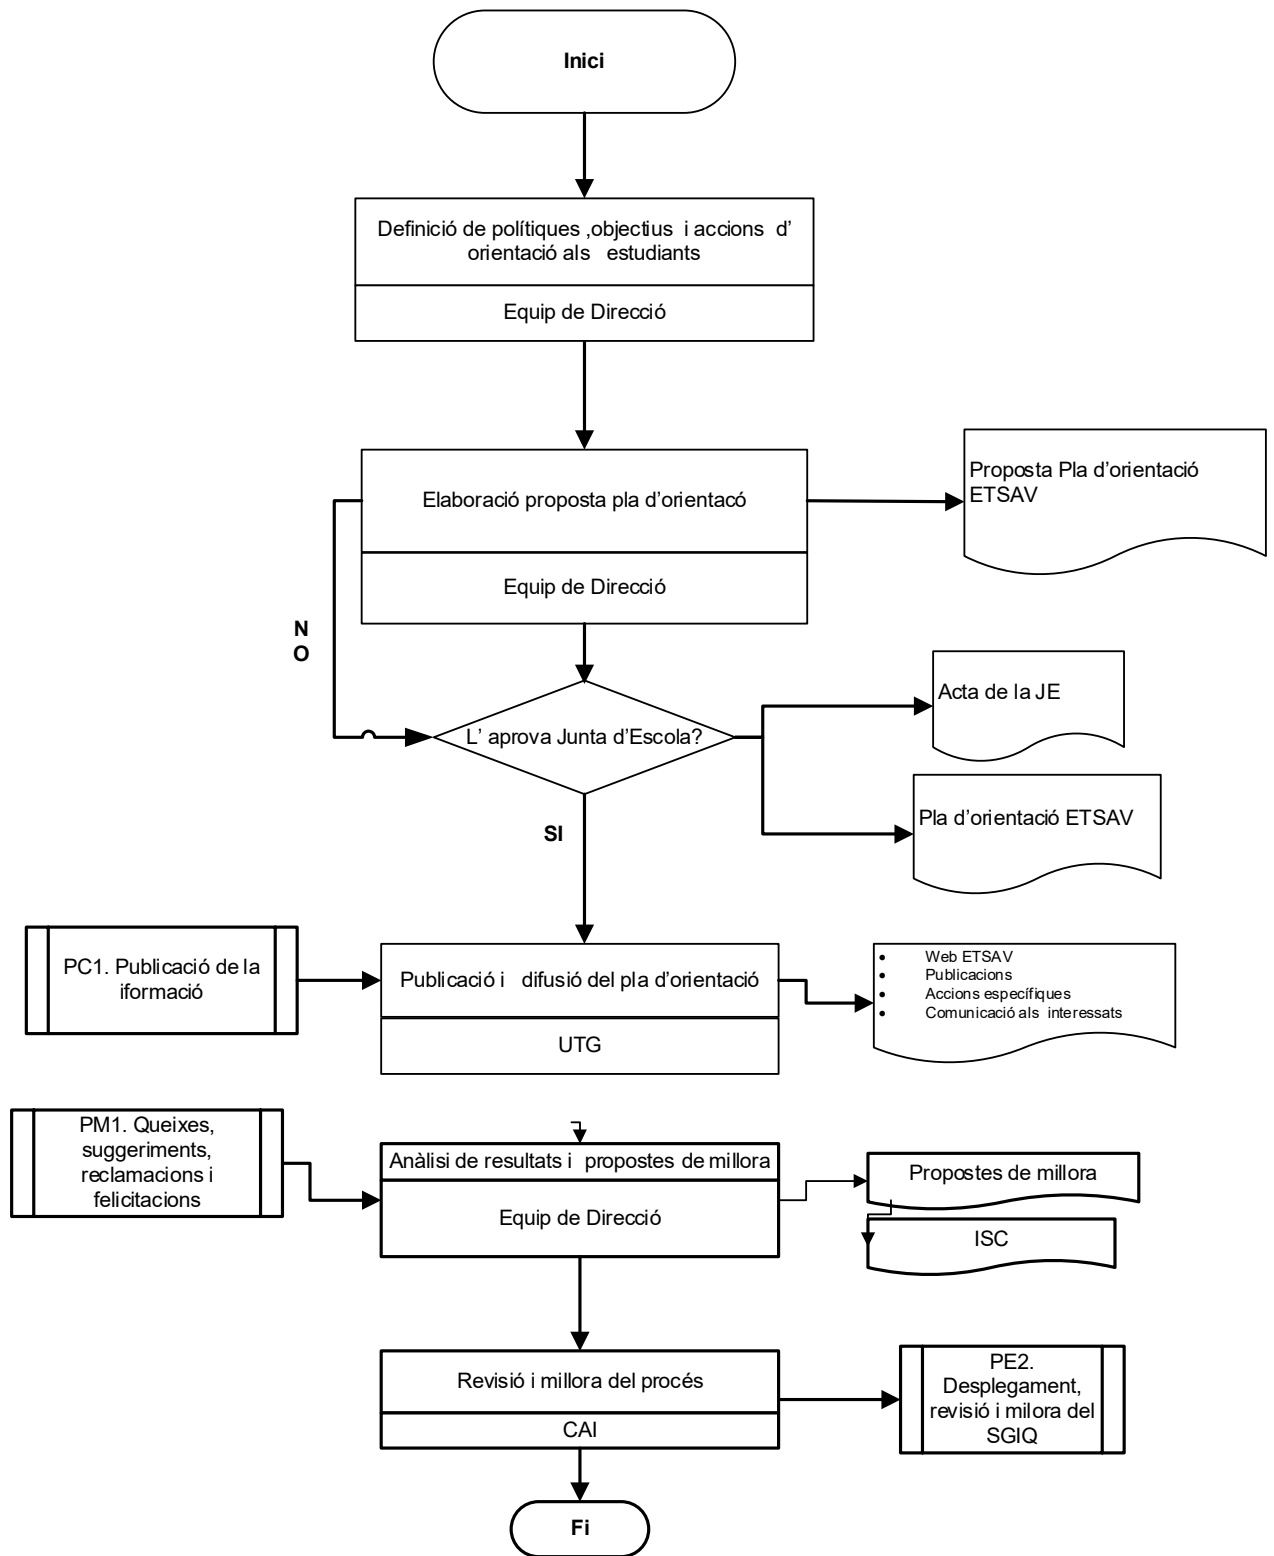 Inici
Definició de polítiques ,objectius i accions d’
orientació als estudiants
Equip de Direcció
Elaboració proposta pla d’orientacó
Equip de Direcció
Proposta Pla d’orientació
ETSAV
N
O
L’ aprova Junta d’Escola?
Acta de la JE
Pla d’orientació ETSAV
SI
PC1. Publicació de la
iformació
Publicació i difusió del pla d’orientació
UTG
• Web ETSAV
• Publicacions
• Accions específiques
• Comunicació als interessats
PM1. Queixes,
suggeriments,
reclamacions i
felicitacions
Anàlisi de resultats i propostes de millora
Equip de Direcció
Propostes de millora
ISC
Revisió i millora del procés
CAI
PE2.
Desplegament,
revisió i milora del
SGIQ
Fi